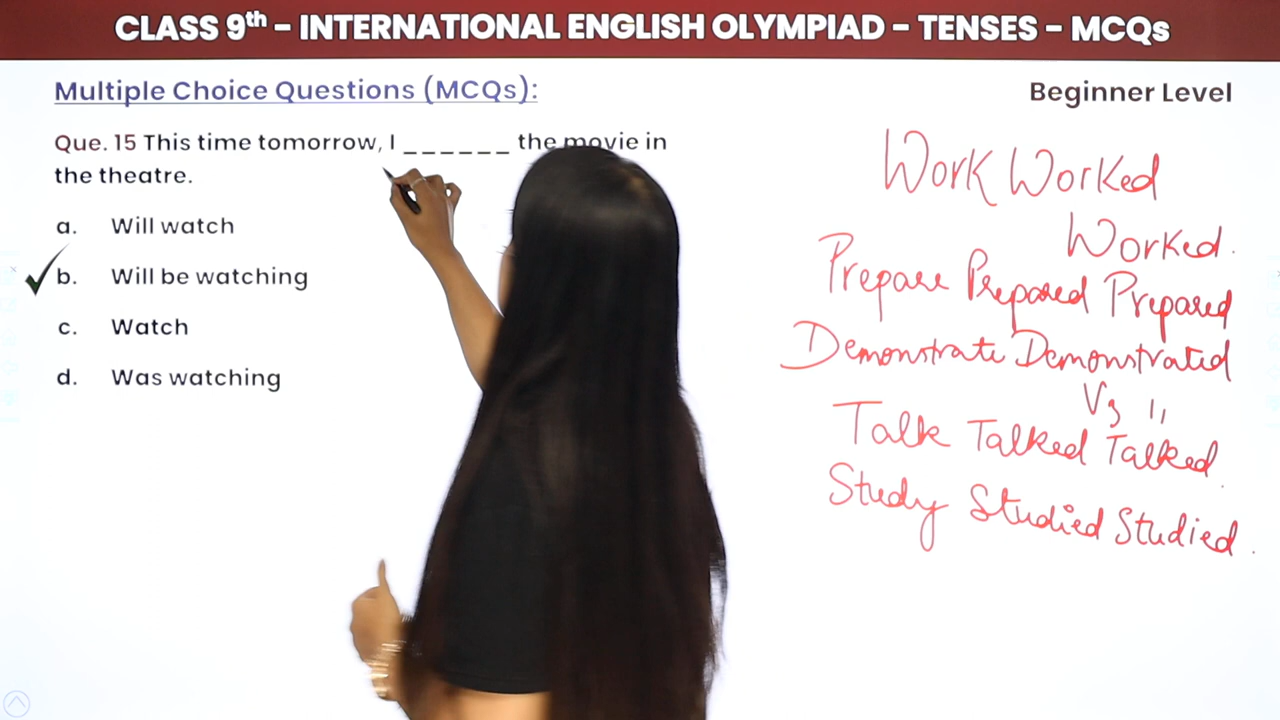 CLASS 9th – INTERNATIONAL ENGLISH OLYMPIAD – TENSES – MCQs
Multiple Choice Questions (MCQs):
Beginner Level
Que. 15 This time tomorrow, I ______ the movie in
the theatre.
a. Will watch
b. Will be watching
c. Watch
d. Was watching
Work Worked
Worked.
Prepare Prepared Prepared
Demonstrate Demonstrated
V3 "
Talk Talked Talked.
Study Studied Studied.